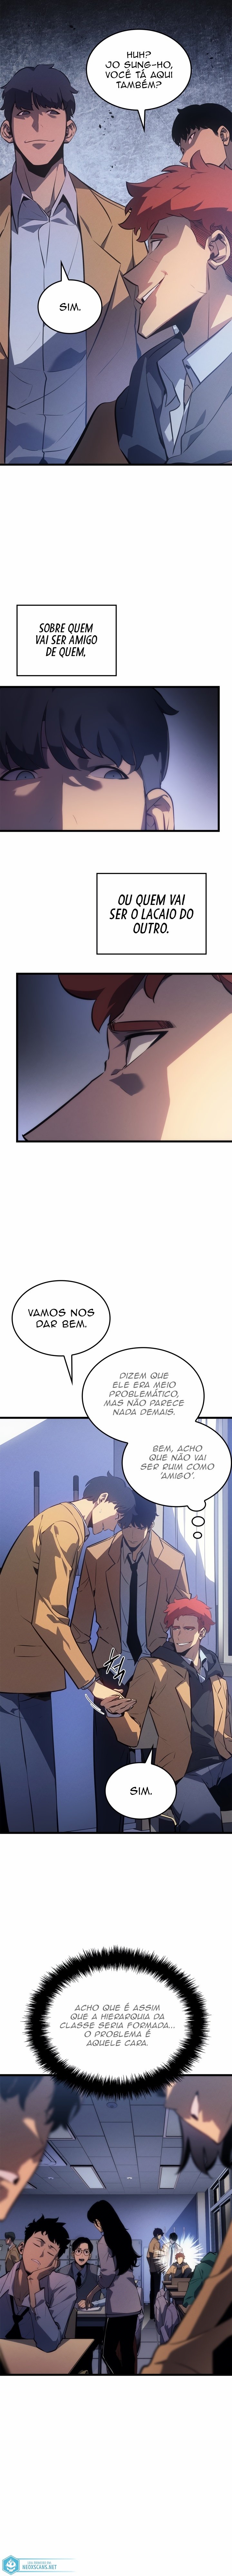 HUH?
JO SUNG-HO,
VOCÊ TÁ AQUI
TAMBÉM?
SIM.
SOBRE QUEM
VAI SER AMIGO
DE QUEM,
OU QUEM VAI
SER O LACAIO DO
OUTRO.
VAMOS NOS
DAR BEM.
DIZEM QUE
ELE ERA MEIO
PROBLEMÁTICO,
MAS NÃO PARECE
NADA DEMAIS.
BEM, ACHO
QUE NÃO VAI
SER RUIM COMO
'AMIGO'.
SIM.
ACHO QUE É ASSIM
QUE A HIERARQUIA DA
CLASSE SERIA FORMADA...
O PROBLEMA É
AQUELE CARA.
NEOXSCANS.NET